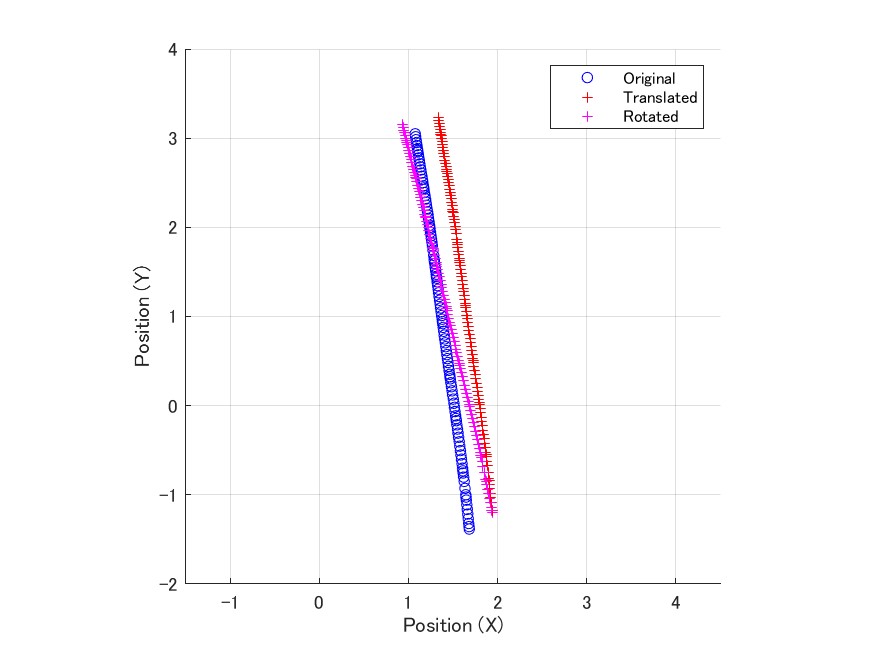 4
3
2
1
0
−1
−2
Position (Y)
−1 0 1 2 3 4
Position (X)
Original
Translated
Rotated